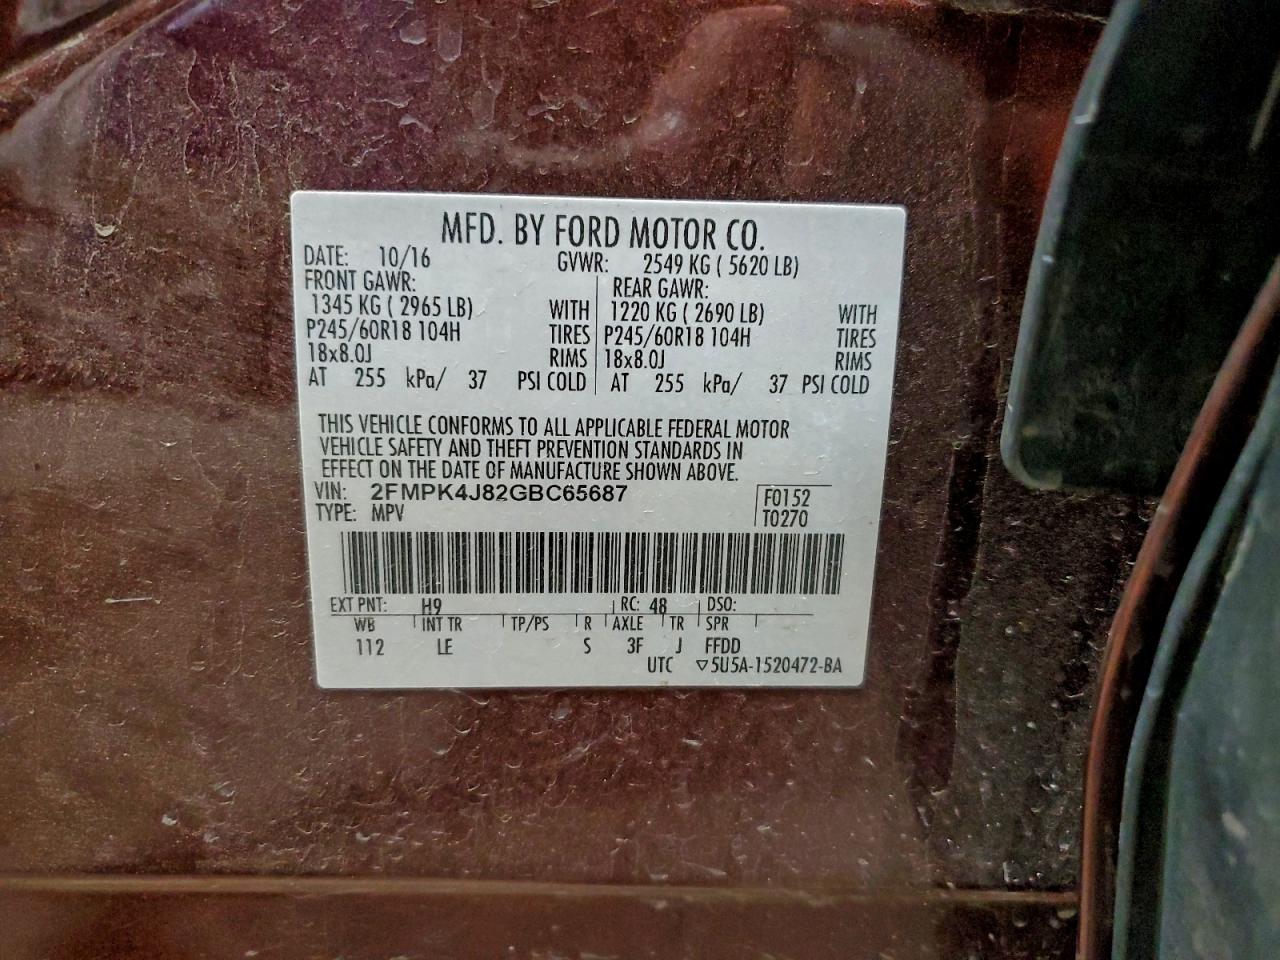 MFD. BY FORD MOTOR CO.
DATE: 10/16 GVWR: 2549 KG ( 5620 LB)
FRONT GAWR: REAR GAWR:
1345 KG ( 2965 LB) WITH 1220 KG ( 2690 LB) WITH
P245/60R18 104H TIRES P245/60R18 104H TIRES
18x8.0J RIMS 18x8.0J RIMS
AT 255 kPa/ 37 PSI COLD AT 255 kPa/ 37 PSI COLD
THIS VEHICLE CONFORMS TO ALL APPLICABLE FEDERAL MOTOR
VEHICLE SAFETY AND THEFT PREVENTION STANDARDS IN
EFFECT ON THE DATE OF MANUFACTURE SHOWN ABOVE.
VIN: 2FMPK4J82GBC65687 F0152
TYPE: MPV T0270
EXT PNT: H9 RC: 48 DSO:
WB INT TR TP/PS R AXLE TR SPR
112 LE S 3F J FFDD
UTC ▽5U5A-1520472-BA